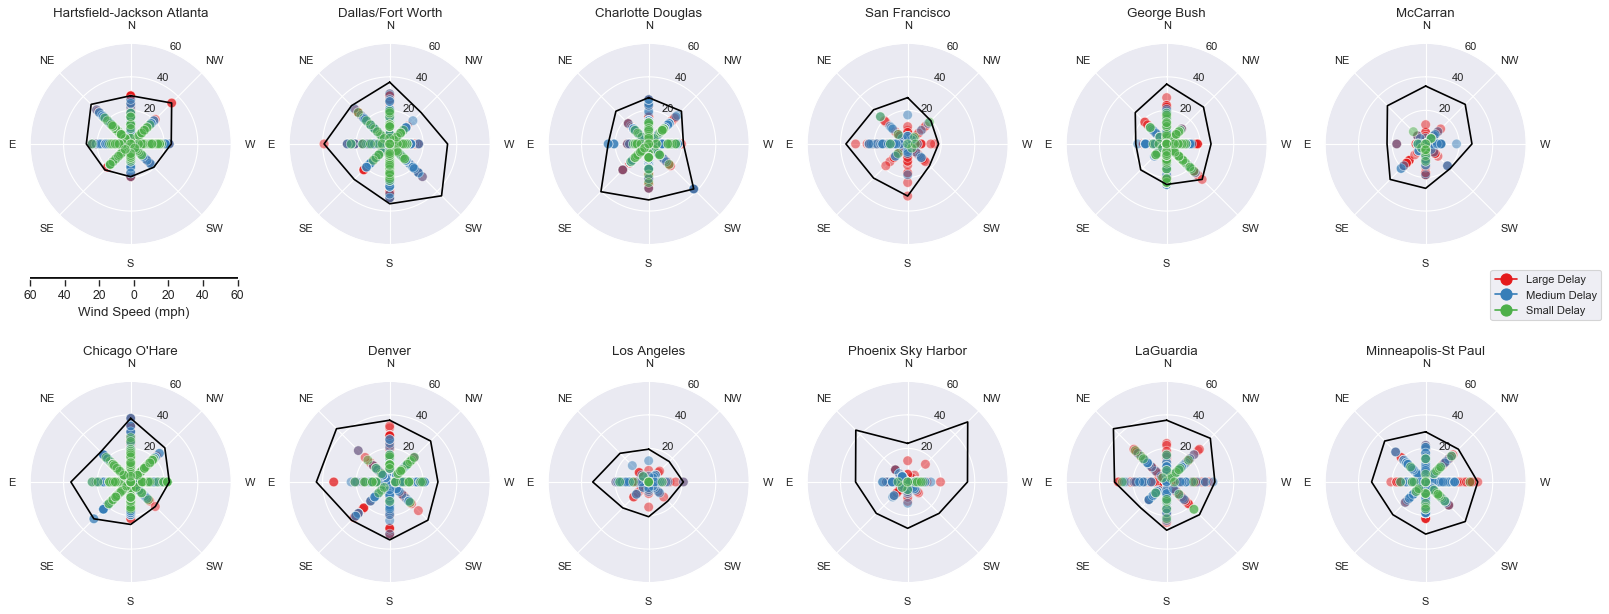 Hartsfield-Jackson Atlanta
N
60
NE
NW
40
20
E
W
SE
SW
Dallas/Fort Worth
N
60
NE
NW
40
20
E
W
SE
SW
S
Charlotte Douglas
N
60
NE
NW
40
20
E
W
SE
SW
S
San Francisco
N
60
NE
NW
40
20
E
W
SE
SW
S
George Bush
N
60
NE
NW
40
20
E
W
SE
SW
S
McCarran
N
60
NE
NW
40
20
E
W
SE
SW
S
60 40 20 0 20 40 60
Wind Speed (mph)
Large Delay
Medium Delay
Small Delay
Chicago O'Hare
N
60
NE
NW
40
20
E
W
SE
SW
S
Denver
N
60
NE
NW
40
20
E
W
SE
SW
S
Los Angeles
N
60
NE
NW
40
20
E
W
SE
SW
S
Phoenix Sky Harbor
N
60
NE
NW
40
20
E
W
SE
SW
S
LaGuardia
N
60
NE
NW
40
20
E
W
SE
SW
S
Minneapolis-St Paul
N
60
NE
NW
40
20
E
W
SE
SW
S